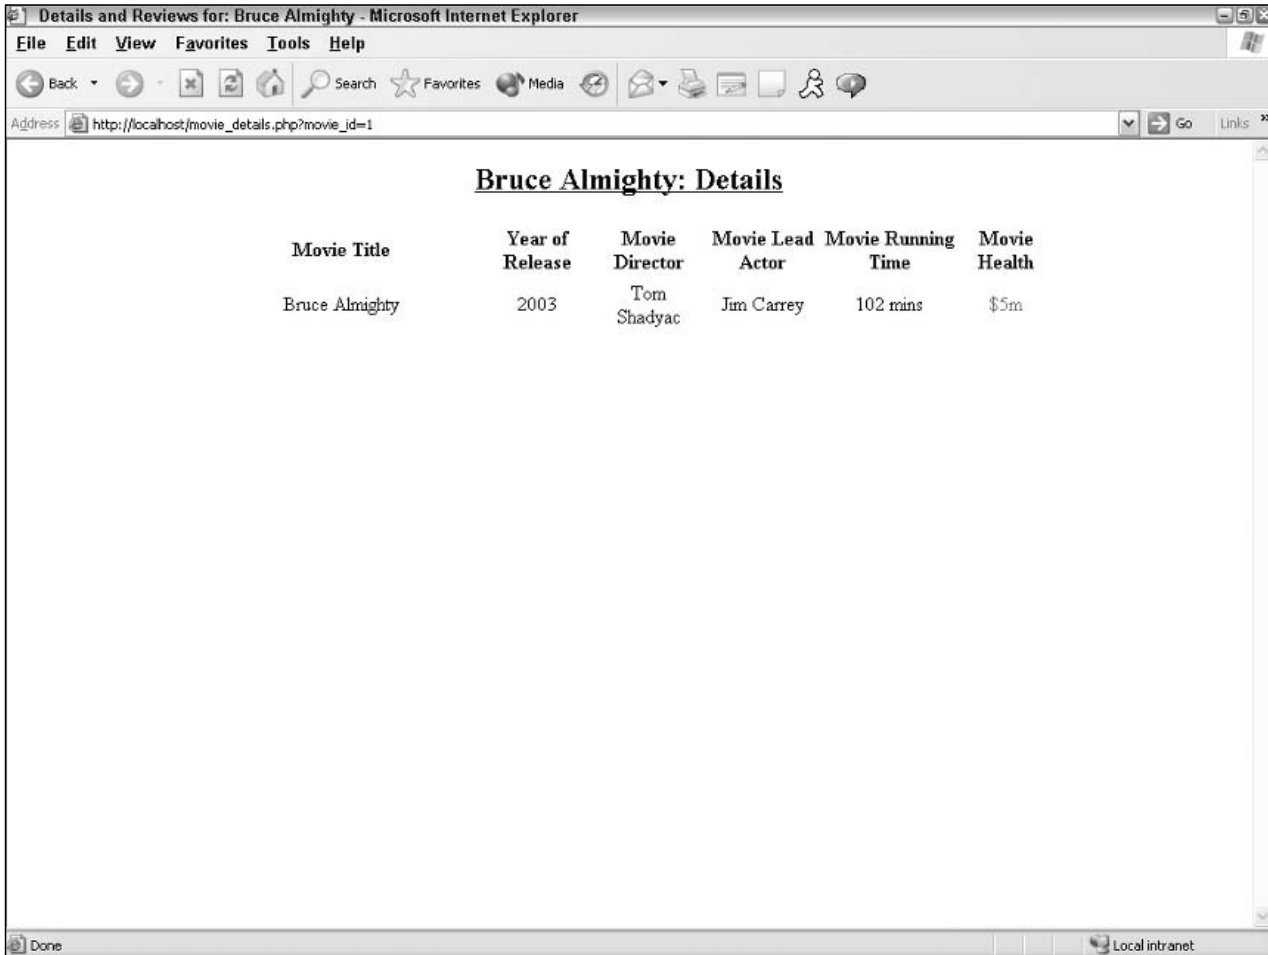 Details and Reviews for: Bruce Almighty - Microsoft Internet Explorer
File Edit View Favorites Tools Help
Back Search Favorites Media
Address http://localhost/movie_details.php?movie_id=1 Go Links »
Bruce Almighty: Details
Movie Title Year of Release Movie Director Movie Lead Actor Movie Running Time Movie Health
Bruce Almighty 2003 Tom Shadyac Jim Carrey 102 mins $5m
Done Local intranet